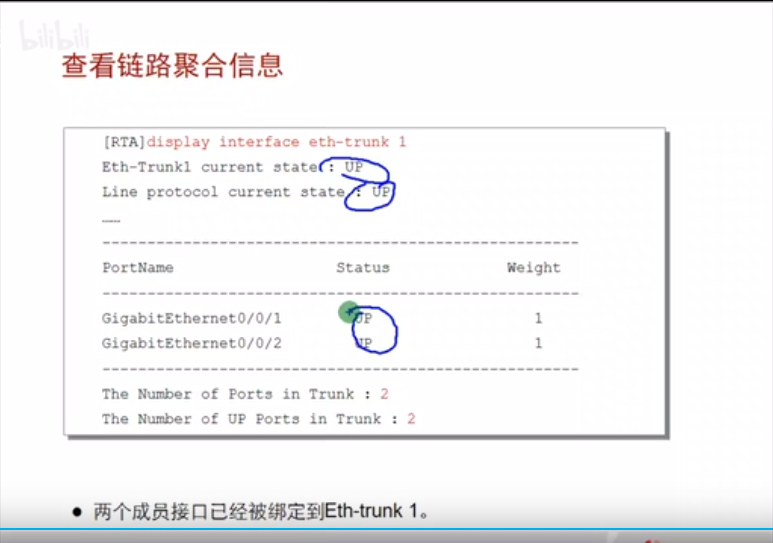 bilibili
查看链路聚合信息
[RTA]display interface eth-trunk 1
Eth-Trunk1 current state : UP
Line protocol current state : UP
……
------------------------------------------------------
PortName Status Weight
------------------------------------------------------
GigabitEthernet0/0/1 UP 1
GigabitEthernet0/0/2 UP 1
------------------------------------------------------
The Number of Ports in Trunk : 2
The Number of UP Ports in Trunk : 2
● 两个成员接口已经被绑定到Eth-trunk 1。